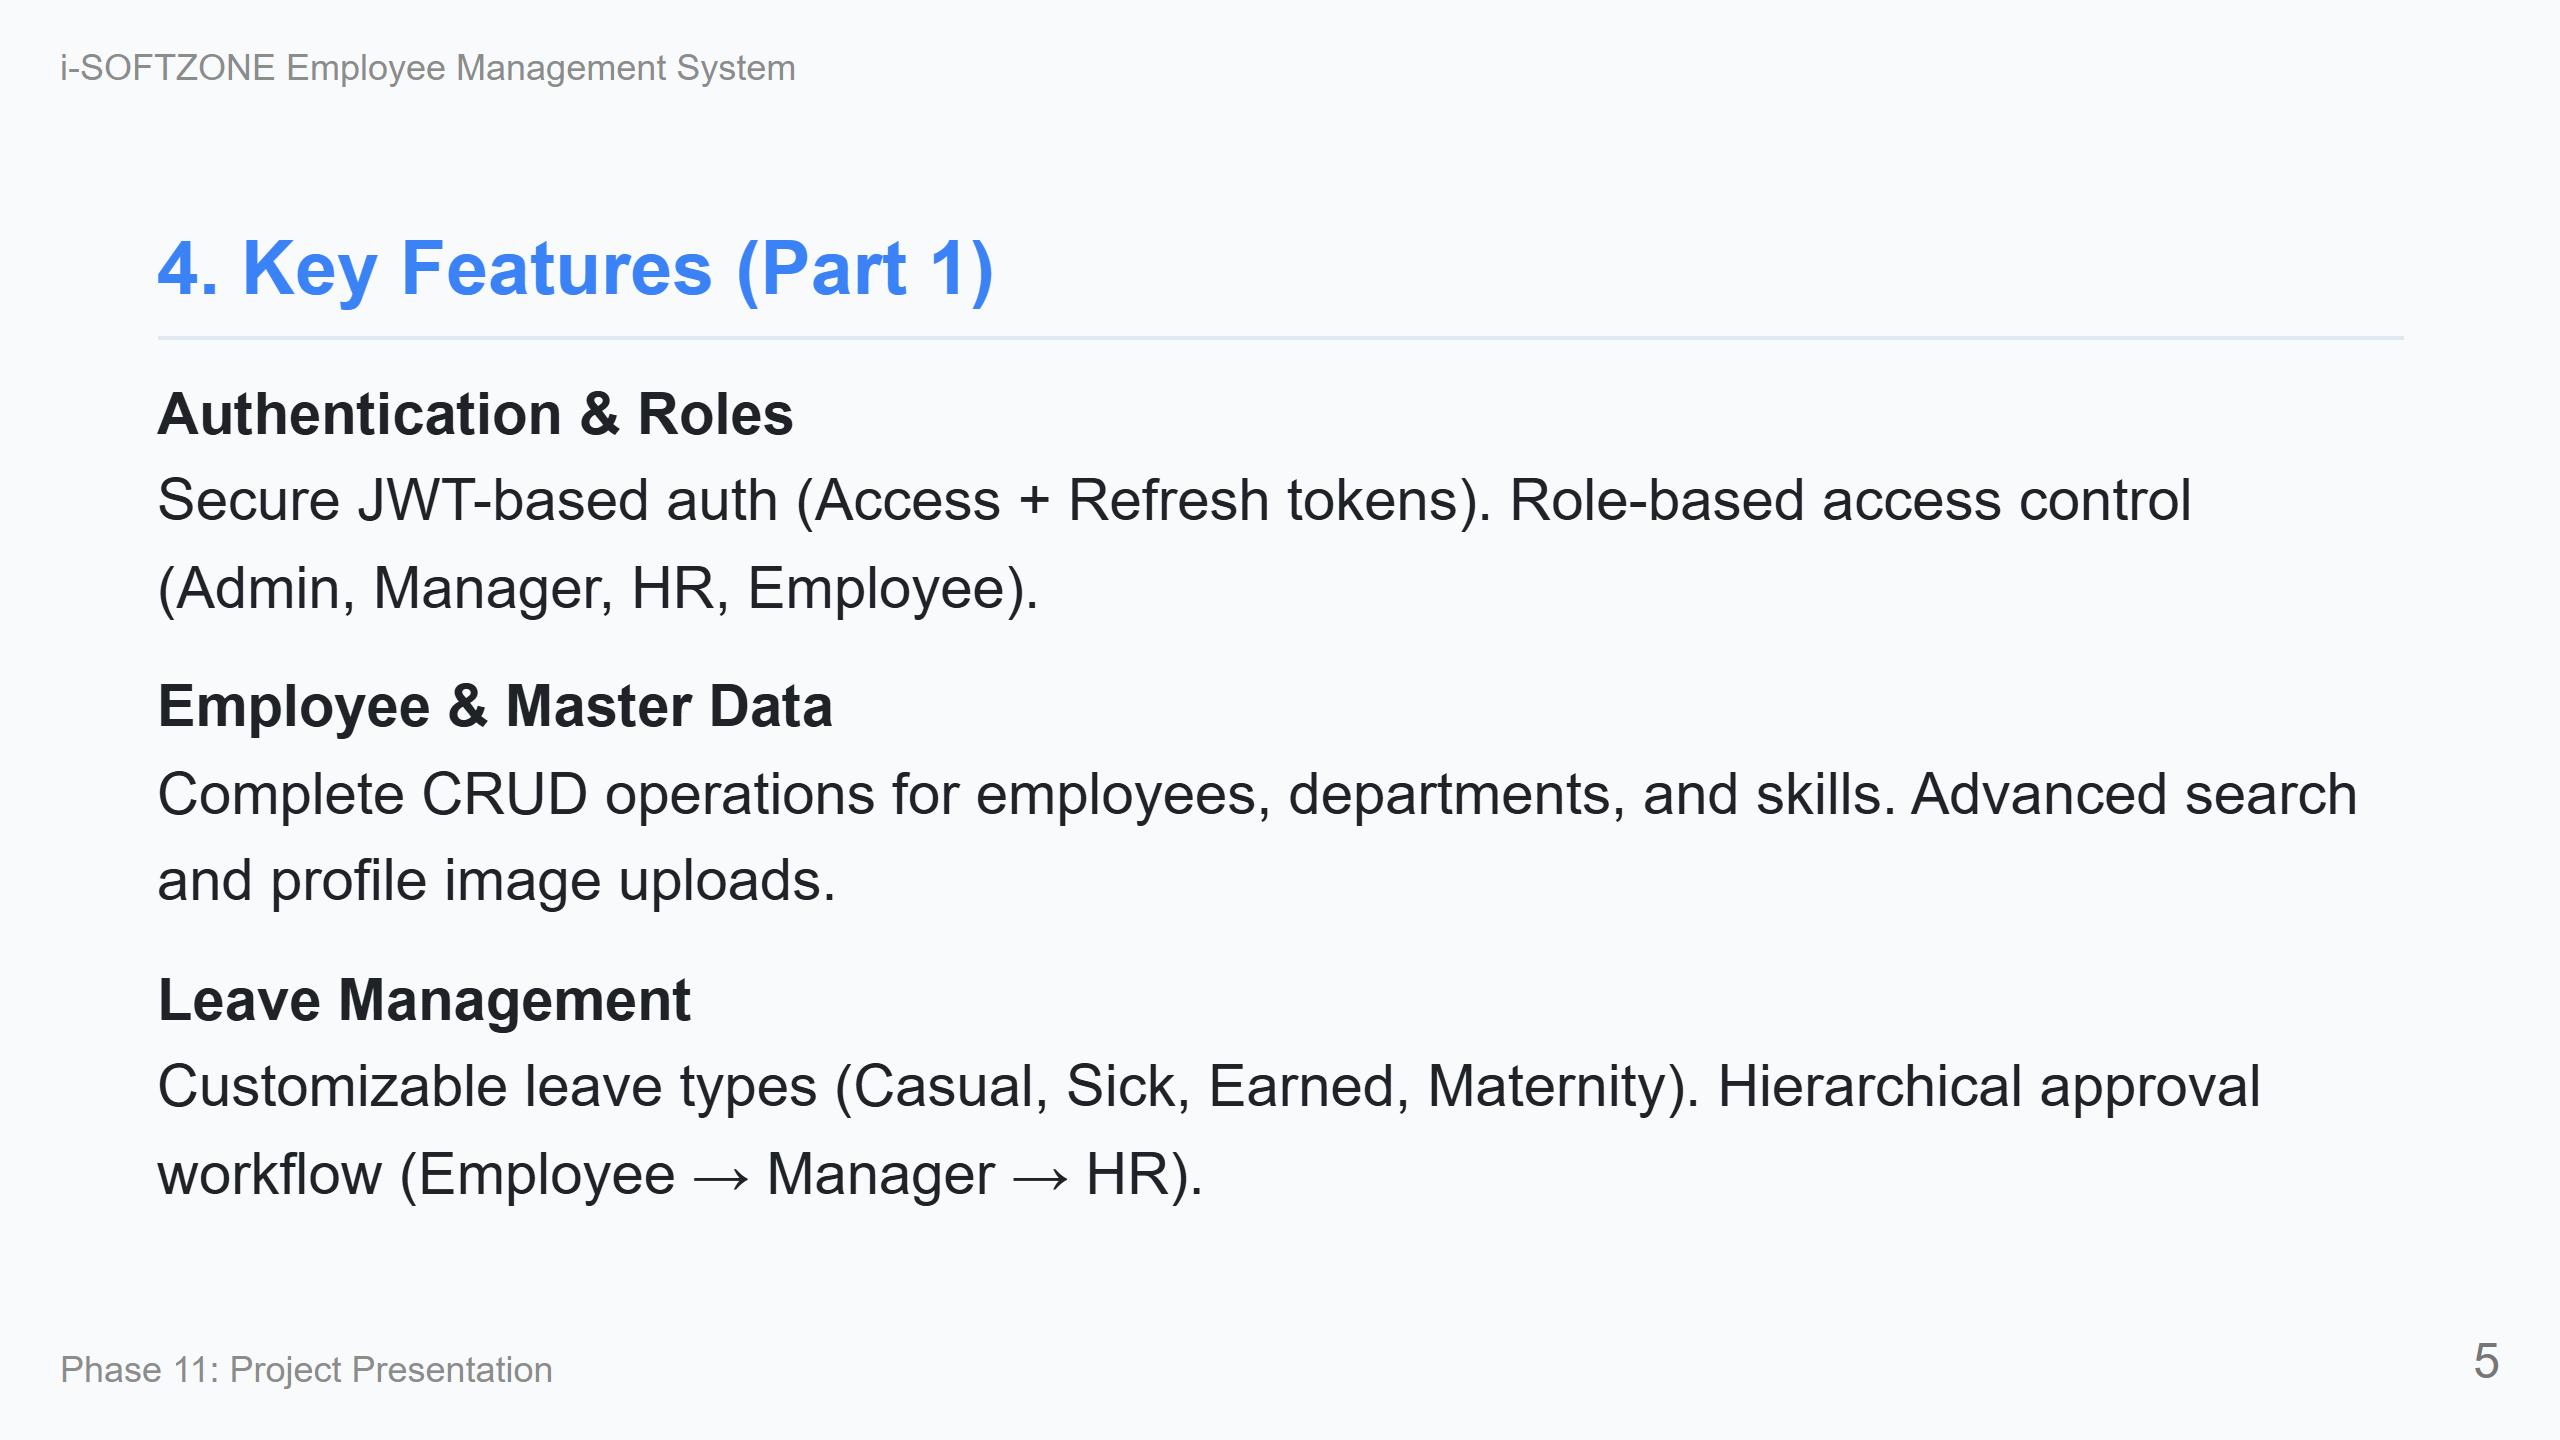 i-SOFTZONE Employee Management System
4. Key Features (Part 1)
Authentication & Roles
Secure JWT-based auth (Access + Refresh tokens). Role-based access control
(Admin, Manager, HR, Employee).
Employee & Master Data
Complete CRUD operations for employees, departments, and skills. Advanced search
and profile image uploads.
Leave Management
Customizable leave types (Casual, Sick, Earned, Maternity). Hierarchical approval
workflow (Employee → Manager → HR).
Phase 11: Project Presentation
5